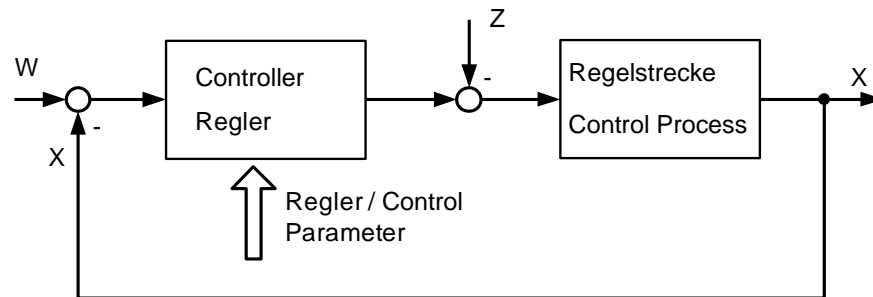 Z
W
Controller
Regler
-
Regelstrecke
Control Process
X
-
X
Regler / Control
Parameter